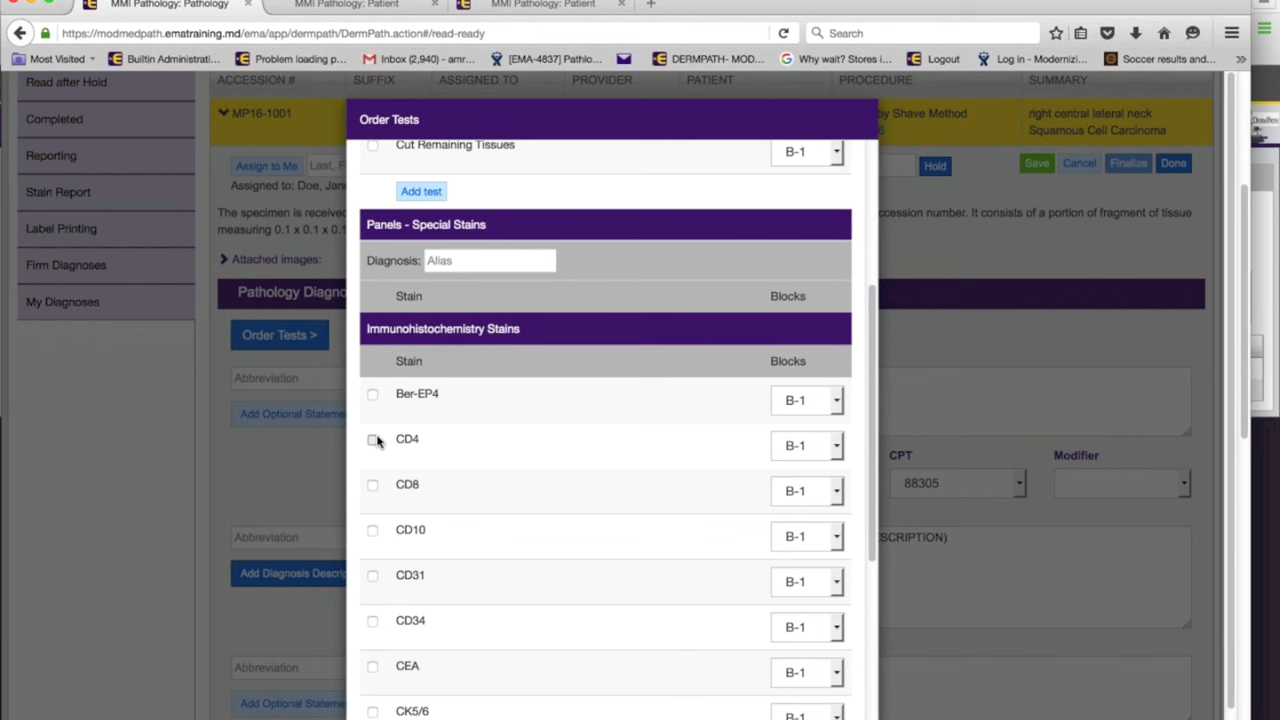 MMI Pathology: Pathology × MMI Pathology: Patient × MMI Pathology: Patient × +
https://modmedpath.ematraining.md/ema/app/dermpath/DermPath.action#/read-ready Search
Most Visited Builtin Administrati... Problem loading p... Inbox (2,940) - amr... [EMA-4837] Pathlo... DERMPATH- MOD... Why wait? Stores i... Logout Log in - Moderniz... Soccer results and... »
Read after Hold
Completed
Reporting
Stain Report
Label Printing
Firm Diagnoses
My Diagnoses
ACCESSION # SUFFIX ASSIGNED TO PROVIDER PATIENT PROCEDURE SUMMARY
MP16-1001 by Shave Method right central lateral neck
6 Squamous Cell Carcinoma
Assign to Me Last, F Hold Save Cancel Finalize Done
Assigned to: Doe, Jan
The specimen is receive ccession number. It consists of a portion of fragment of tissue
measuring 0.1 x 0.1 x 0.1
Attached images:
Pathology Diagno
Order Tests >
Abbreviation
Add Optional Stateme
CPT Modifier
88305
Abbreviation SCRIPTION)
Add Diagnosis Descrip
Abbreviation
Add Optional Stateme
Order Tests
Cut Remaining Tissues B-1
Add test
Panels - Special Stains
Diagnosis: Alias
Stain Blocks
Immunohistochemistry Stains
Stain Blocks
Ber-EP4 B-1
CD4 B-1
CD8 B-1
CD10 B-1
CD31 B-1
CD34 B-1
CEA B-1
CK5/6 B-1